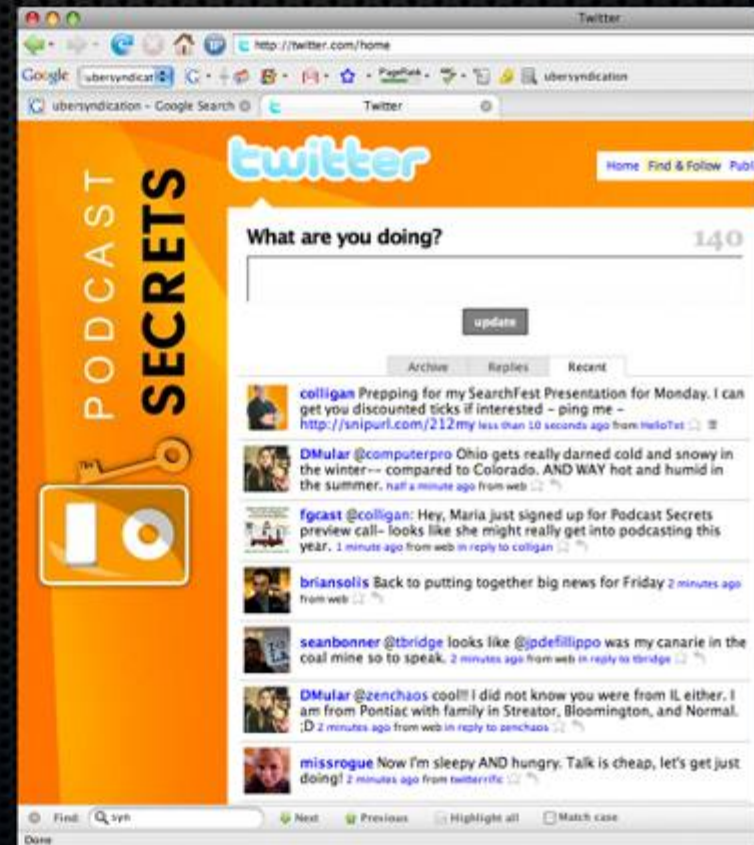 Twitter
http://twitter.com/home
Google ubersyndicat PageRank ubersyndication
ubersyndication - Google Search Twitter
PODCAST
SECRETS
twitter
Home Find & Follow Publ
What are you doing? 140
update
Archive Replies Recent
colligan Prepping for my SearchFest Presentation for Monday. I can
get you discounted ticks if interested - ping me -
http://snipurl.com/212my less than 10 seconds ago from HelloTxt
DMular @computerpro Ohio gets really darned cold and snowy in
the winter-- compared to Colorado. AND WAY hot and humid in
the summer. half a minute ago from web
fgcast @colligan: Hey, Maria just signed up for Podcast Secrets
preview call- looks like she might really get into podcasting this
year. 1 minute ago from web in reply to colligan
briansolis Back to putting together big news for Friday 2 minutes ago
from web
seanbonner @tbridge looks like @jpdefillippo was my canarie in the
coal mine so to speak. 2 minutes ago from web in reply to tbridge
DMular @zenchaos cool!! I did not know you were from IL either. I
am from Pontiac with family in Streator, Bloomington, and Normal.
;D 2 minutes ago from web in reply to zenchaos
missrogue Now I'm sleepy AND hungry. Talk is cheap, let's get just
doing! 2 minutes ago from twitterrific
Find: syn Next Previous Highlight all Match case
Done